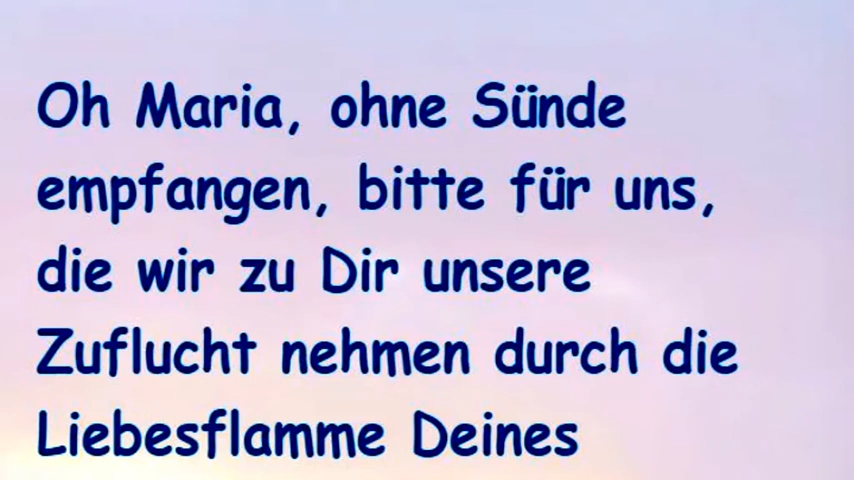 Oh Maria, ohne Sünde
empfangen, bitte für uns,
die wir zu Dir unsere
Zuflucht nehmen durch die
Liebesflamme Deines